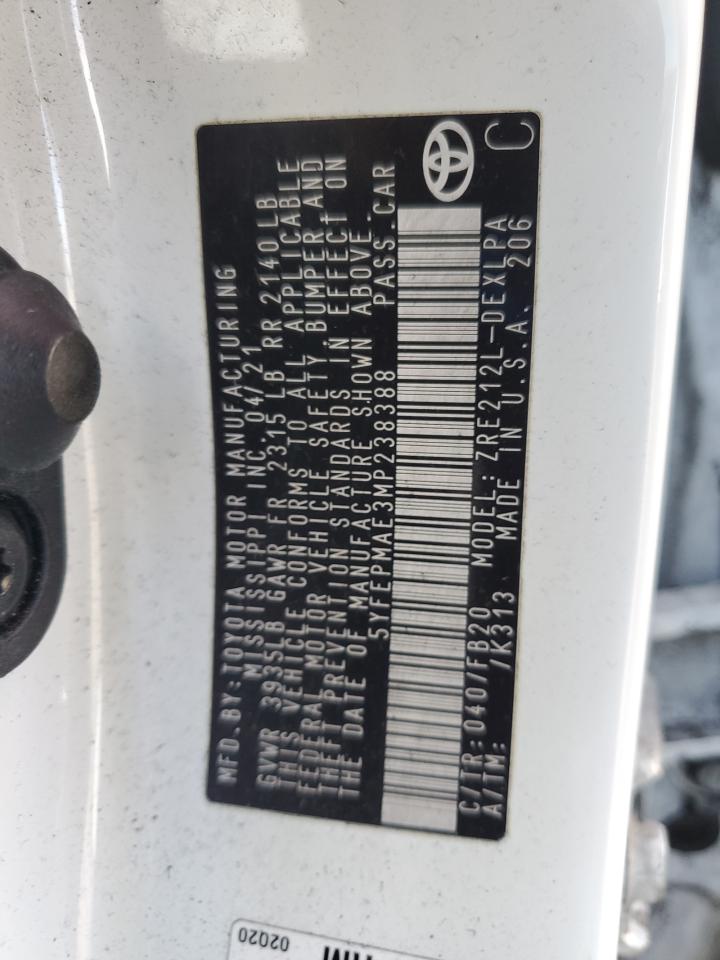 MFD. BY: TOYOTA MOTOR MANUFACTURING
MISSISSIPPI INC. 04/21
GVWR 3935LB GAWR FR 2315 LB RR 2140 LB
THIS VEHICLE CONFORMS TO ALL APPLICABLE
FEDERAL MOTOR VEHICLE SAFETY BUMPER AND
THEFT PREVENTION STANDARDS IN EFFECT ON
THE DATE OF MANUFACTURE SHOWN ABOVE.
5YFEPMAE3MP238388 PASS. CAR
C/TR: 040/FB20 MODEL: ZRE212L-DEXLPA
A/TM: /K313 MADE IN U.S.A. 206 C
02020